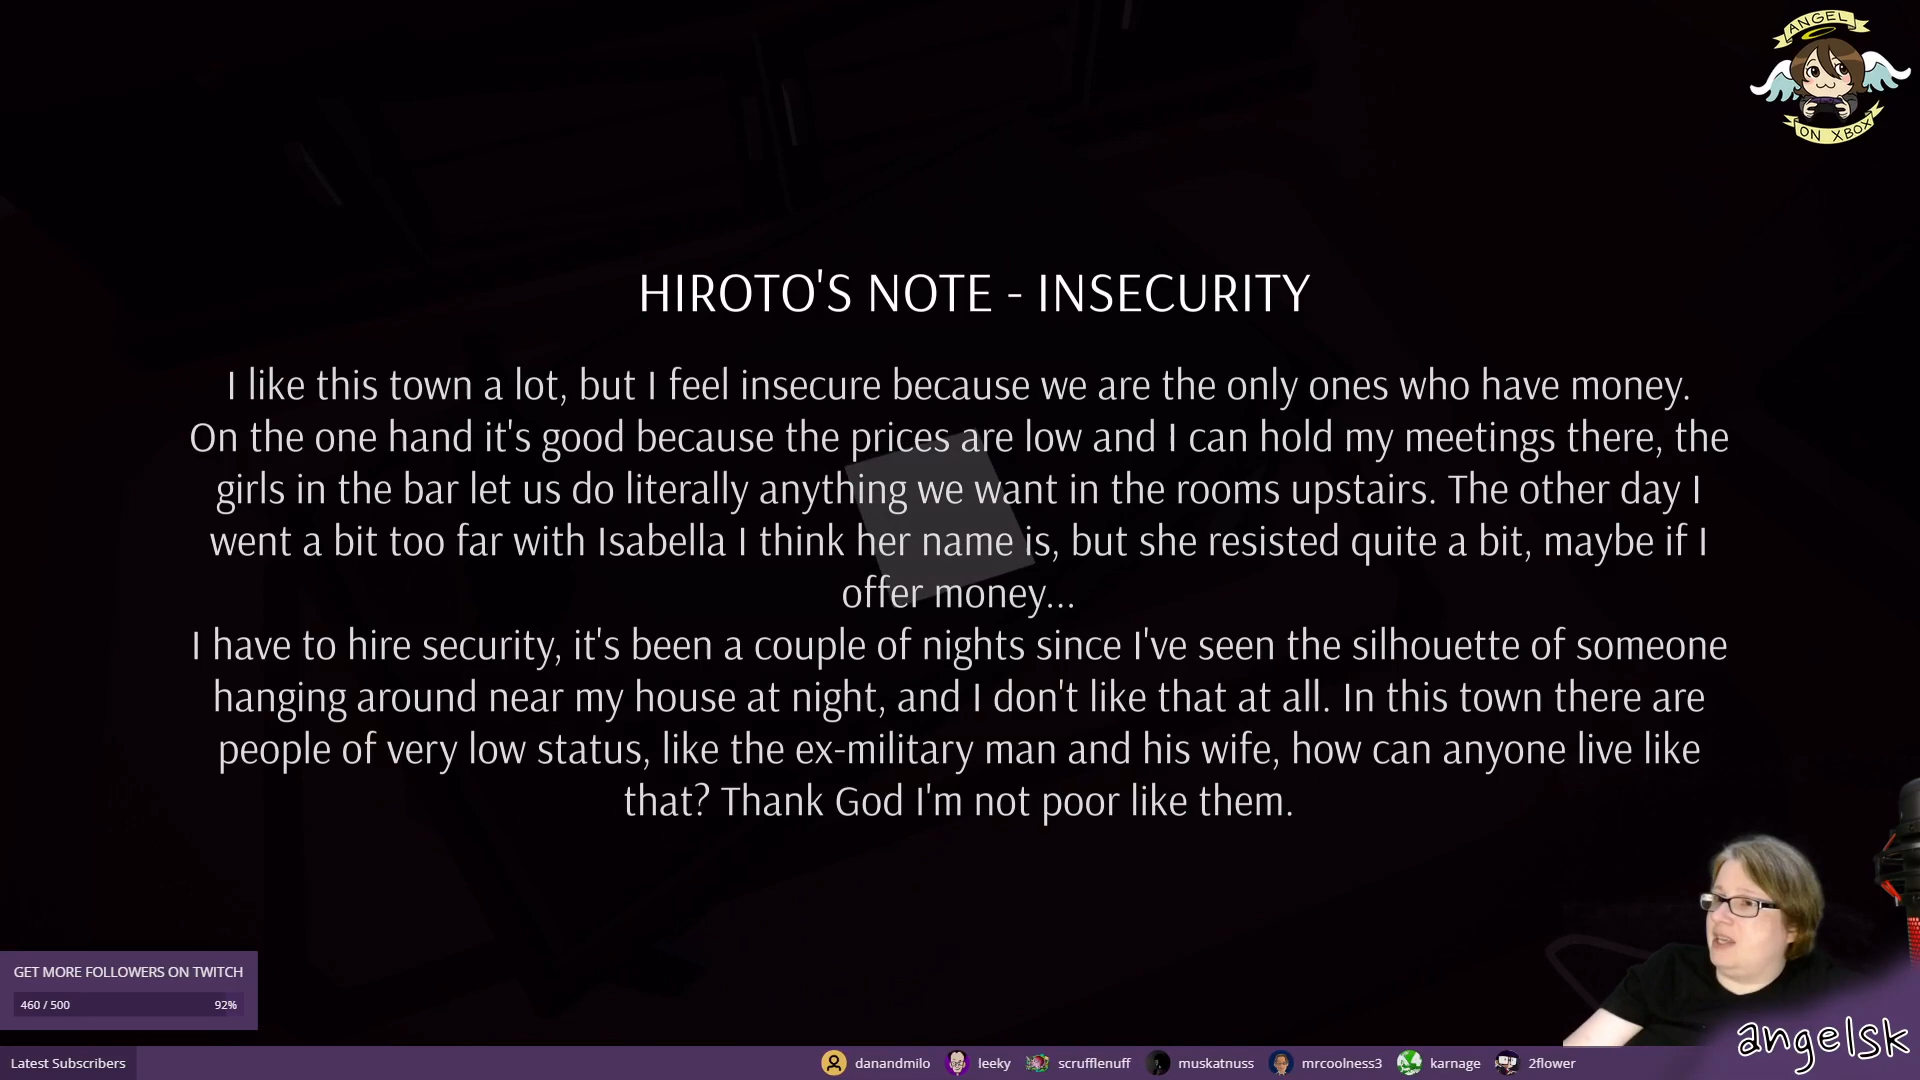 ANGEL
ON XBOX
HIROTO'S NOTE - INSECURITY
I like this town a lot, but I feel insecure because we are the only ones who have money.
On the one hand it's good because the prices are low and I can hold my meetings there, the
girls in the bar let us do literally anything we want in the rooms upstairs. The other day I
went a bit too far with Isabella I think her name is, but she resisted quite a bit, maybe if I
offer money...
I have to hire security, it's been a couple of nights since I've seen the silhouette of someone
hanging around near my house at night, and I don't like that at all. In this town there are
people of very low status, like the ex-military man and his wife, how can anyone live like
that? Thank God I'm not poor like them.
GET MORE FOLLOWERS ON TWITCH
460 / 500 92%
angelsk
Latest Subscribers danandmilo leeky scrufflenuff muskatnuss mrcoolness3 karnage 2flower